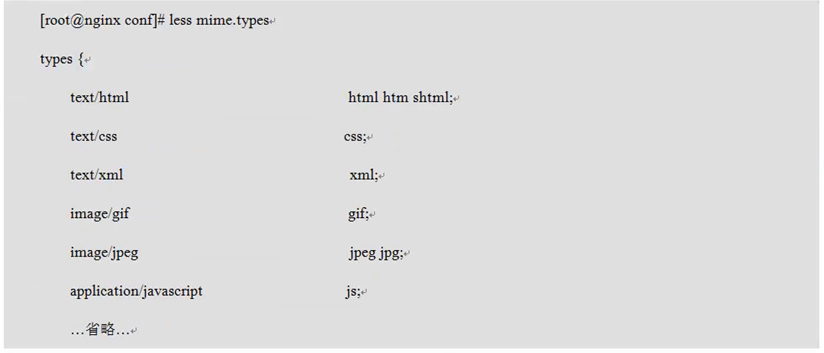 [root@nginx conf]# less mime.types
types {
text/html html htm shtml;
text/css css;
text/xml xml;
image/gif gif;
image/jpeg jpeg jpg;
application/javascript js;
…省略…